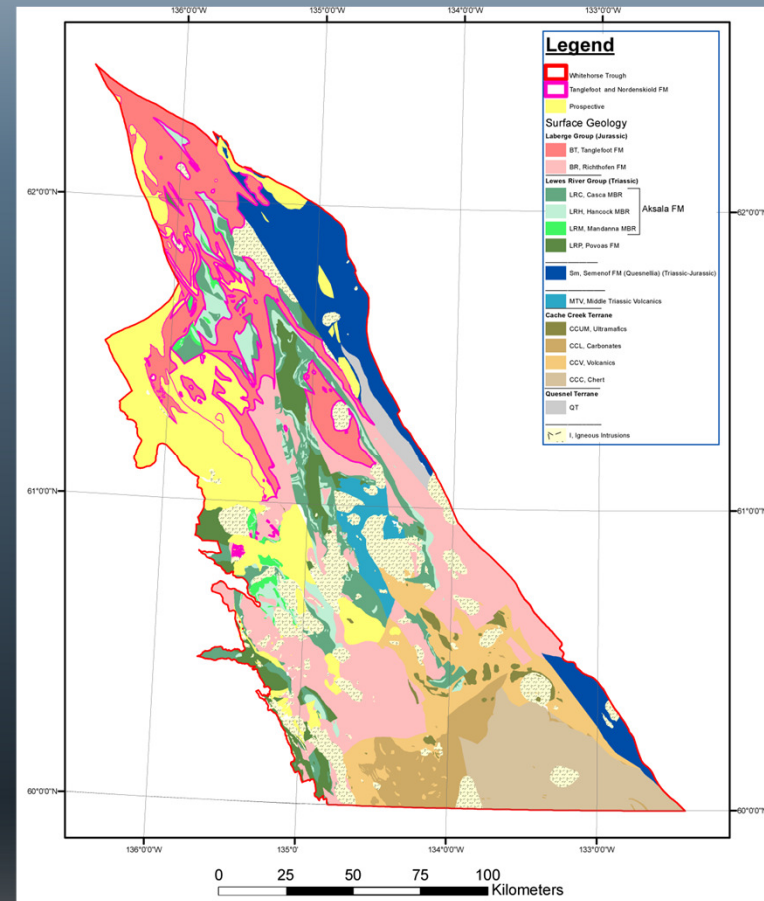 136°0'0"W 135°0'0"W 134°0'0"W 133°0'0"W
Legend
Whitehorse Trough
Tanglefoot and Nordenskield FM
Prospective
Surface Geology
Laberge Group (Jurassic)
BT, Tanglefoot FM
BR, Richthofen FM
Lewes River Group (Triassic)
LRC, Casca MBR
LRH, Hancock MBR
Aksala FM
LRM, Mandanna MBR
LRP, Povoas FM
Sm, Semenof FM (Quesnellia) (Triassic-Jurassic)
MTV, Middle Triassic Volcanics
Cache Creek Terrane
CCUM, Ultramafics
CCL, Carbonates
CCV, Volcanics
CCC, Chert
Quesnel Terrane
QT
I, Igneous Intrusions
62°0'0"N 62°0'0"N
61°0'0"N 61°0'0"N
60°0'0"N 60°0'0"N
136°0'0"W 135°0' 134°0'0"W 133°0'0"W
0 25 50 75 100
Kilometers